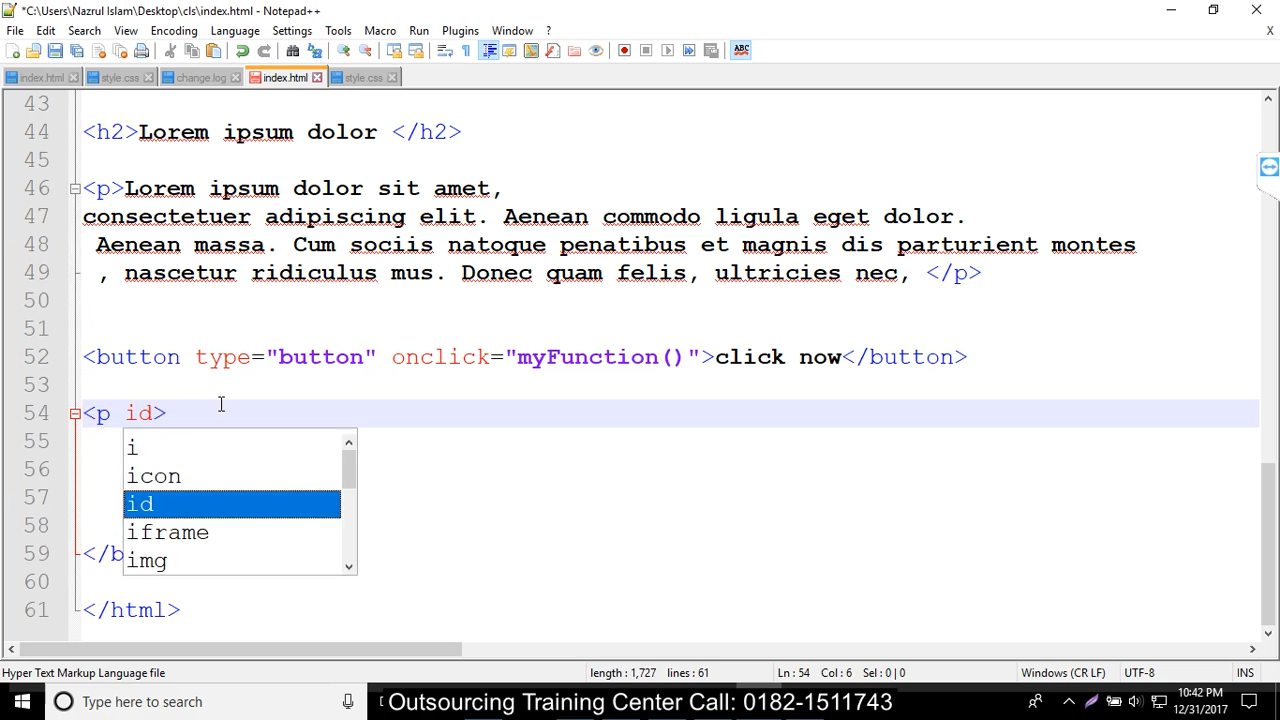 *C:\Users\Nazrul Islam\Desktop\cls\index.html - Notepad++
File Edit Search View Encoding Language Settings Tools Macro Run Plugins Window ? X
ABC
index.html style.css change.log index.html style.css
43
44 <h2>Lorem ipsum dolor </h2>
45
46 <p>Lorem ipsum dolor sit amet,
47 consectetuer adipiscing elit. Aenean commodo ligula eget dolor.
48 Aenean massa. Cum sociis natoque penatibus et magnis dis parturient montes
49 , nascetur ridiculus mus. Donec quam felis, ultricies nec, </p>
50
51
52 <button type="button" onclick="myFunction()">click now</button>
53
54 <p id>
55 i
56 icon
57 id
58 iframe
59 </b img
60
61 </html>
Hyper Text Markup Language file length : 1,727 lines : 61 Ln : 54 Col : 6 Sel : 0 | 0 Windows (CR LF) UTF-8 INS
Type here to search
Outsourcing Training Center Call: 0182-1511743
10:42 PM
12/31/2017